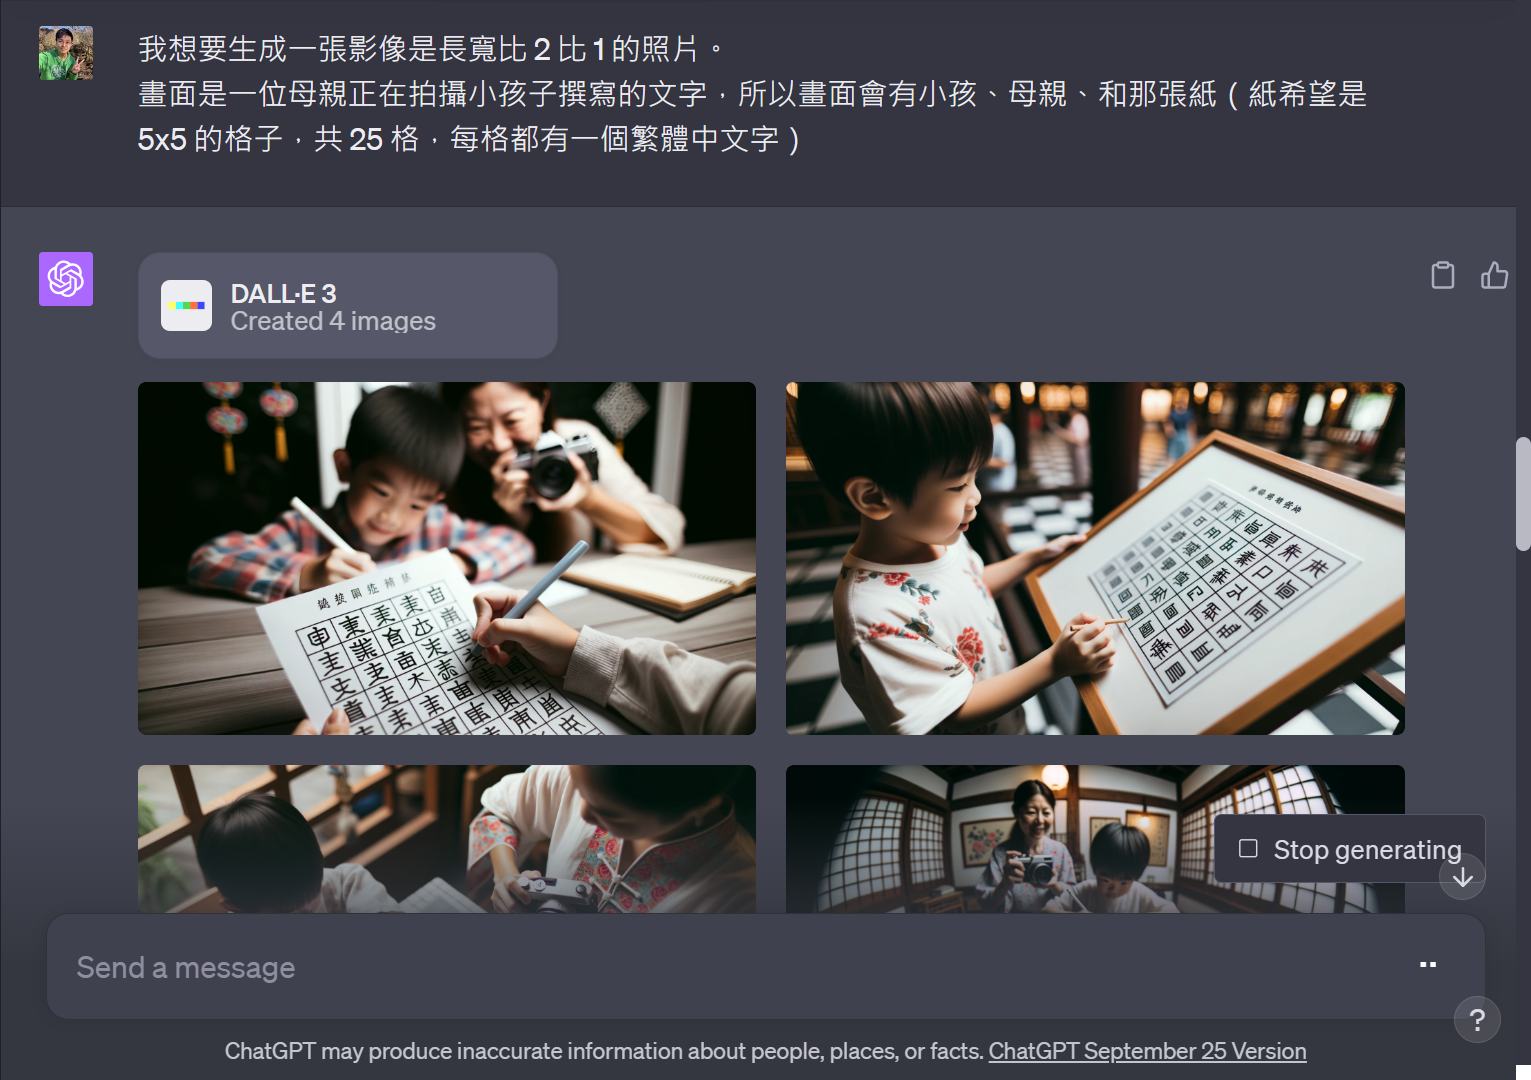 我想要生成一張影像是長寬比 2 比 1 的照片。
畫面是一位母親正在拍攝小孩子撰寫的文字，所以畫面會有小孩、母親、和那張紙（紙希望是
5x5 的格子，共 25 格，每格都有一個繁體中文字）
DALL·E 3
Created 4 images
Stop generating
Send a message
ChatGPT may produce inaccurate information about people, places, or facts. ChatGPT September 25 Version
?